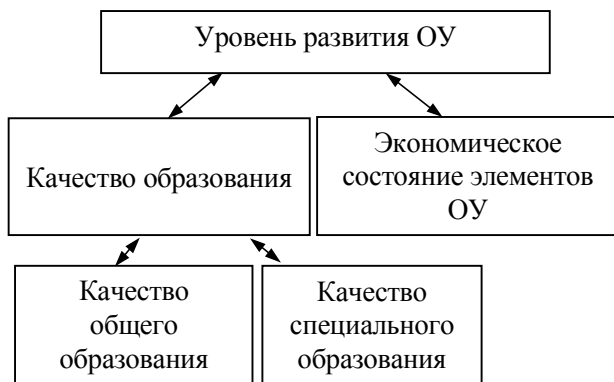 Уровень развития ОУ
Качество образования
Экономическое
состояние элементов
ОУ
Качество
общего
образования
Качество
специального
образования